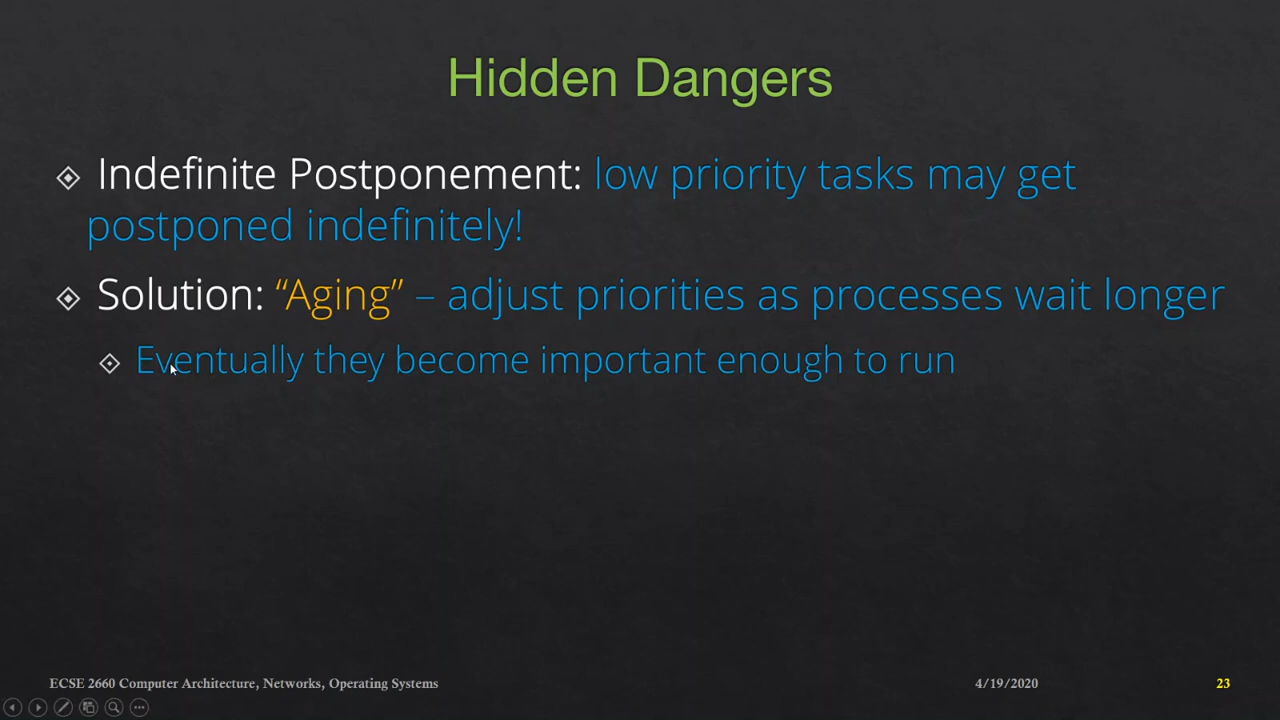 Hidden Dangers
Indefinite Postponement: low priority tasks may get
postponed indefinitely!
Solution: “Aging” – adjust priorities as processes wait longer
Eventually they become important enough to run
ECSE 2660 Computer Architecture, Networks, Operating Systems
4/19/2020
23